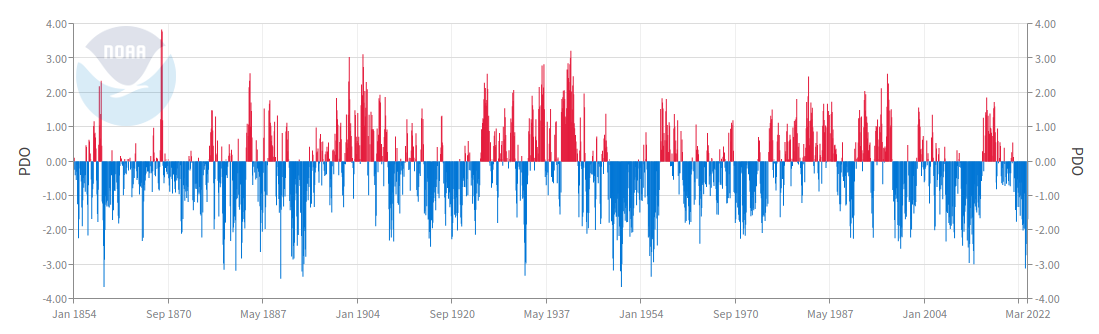 4.00 4.00
NOAA
3.00 3.00
2.00 2.00
1.00 1.00
PDO 0.00 0.00 PDO
-1.00 -1.00
-2.00 -2.00
-3.00 -3.00
-4.00 -4.00
Jan 1854 Sep 1870 May 1887 Jan 1904 Sep 1920 May 1937 Jan 1954 Sep 1970 May 1987 Jan 2004 Mar 2022